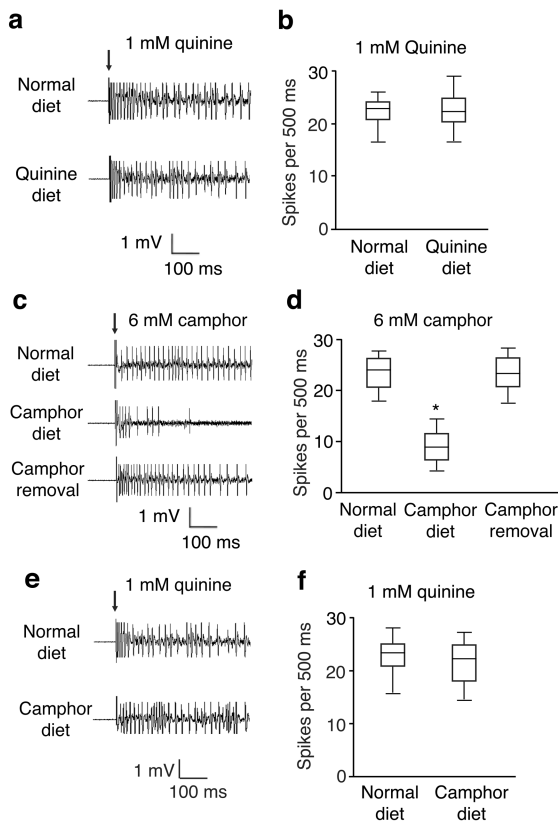 a
1 mM quinine
Normal
diet
Quinine
diet
1 mV
100 ms
b
1 mM Quinine
Spikes per 500 ms
30
20
10
0
Normal
diet
Quinine
diet
c
6 mM camphor
Normal
diet
Camphor
diet
Camphor
removal
1 mV
100 ms
d
6 mM camphor
Spikes per 500 ms
30
20
10
0
*
Normal
diet
Camphor
diet
Camphor
removal
e
1 mM quinine
Normal
diet
Camphor
diet
1 mV
100 ms
f
1 mM quinine
Spikes per 500 ms
30
20
10
0
Normal
diet
Camphor
diet